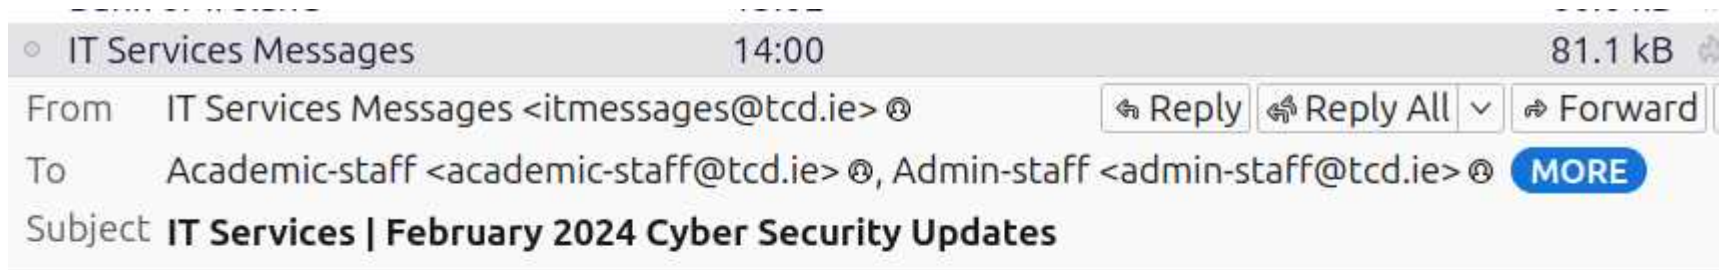 IT Services Messages 14:00 81.1 kB
From IT Services Messages <itmessages@tcd.ie> Reply Reply All Forward
To Academic-staff <academic-staff@tcd.ie>, Admin-staff <admin-staff@tcd.ie> MORE
Subject IT Services | February 2024 Cyber Security Updates